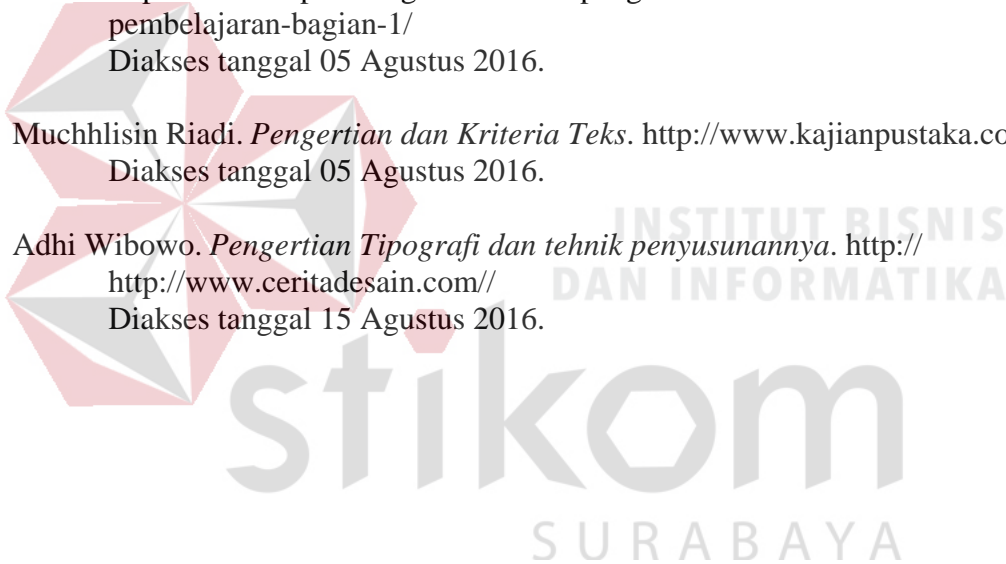 pembelajaran-bagian-1/
Diakses tanggal 05 Agustus 2016.
Muchhlisin Riadi. Pengertian dan Kriteria Teks. http://www.kajianpustaka.co
Diakses tanggal 05 Agustus 2016.
Adhi Wibowo. Pengertian Tipografi dan tehnik penyusunannya. http://
http://www.ceritadesain.com//
Diakses tanggal 15 Agustus 2016.
INSTITUT BISNIS
DAN INFORMATIKA
stikom
SURABAYA